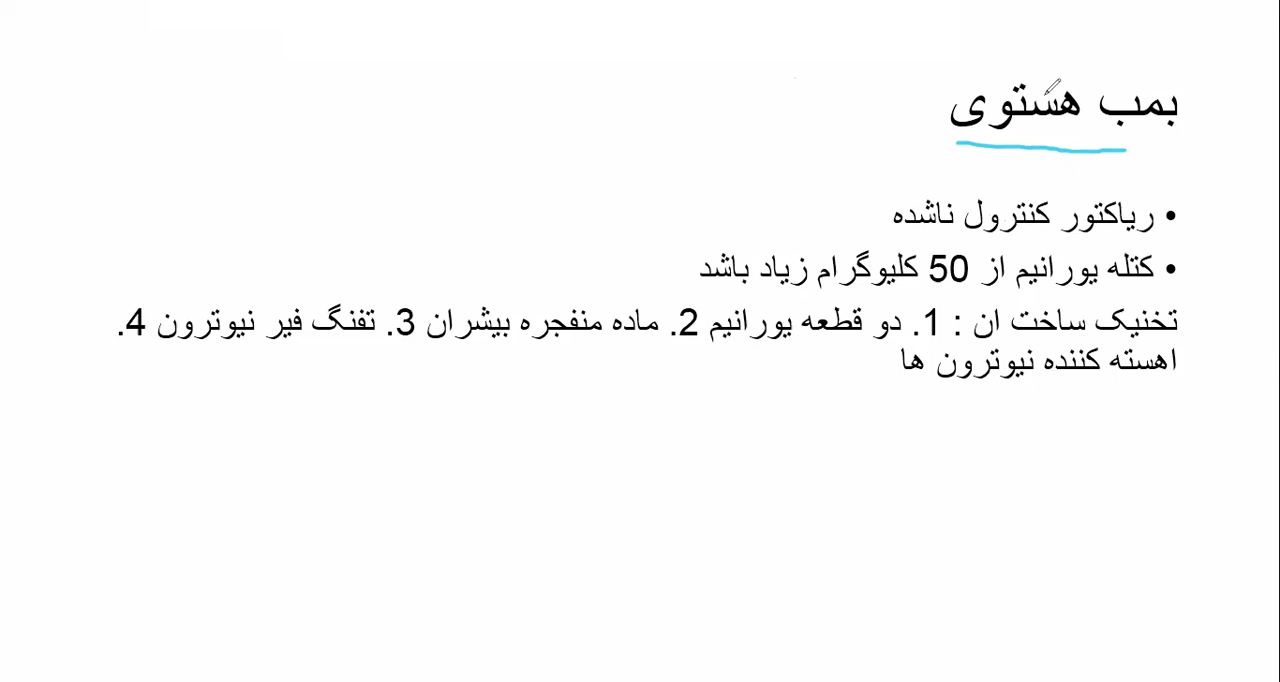 بمب هستوی
• ریاکتور کنترول ناشده
• کتله یورانیم از 50 کلیوگرام زیاد باشد
تخنیک ساخت ان : 1. دو قطعه یورانیم 2. ماده منفجره بیشران 3. تفنگ فیر نیوترون 4.
اهسته کننده نیوترون ها